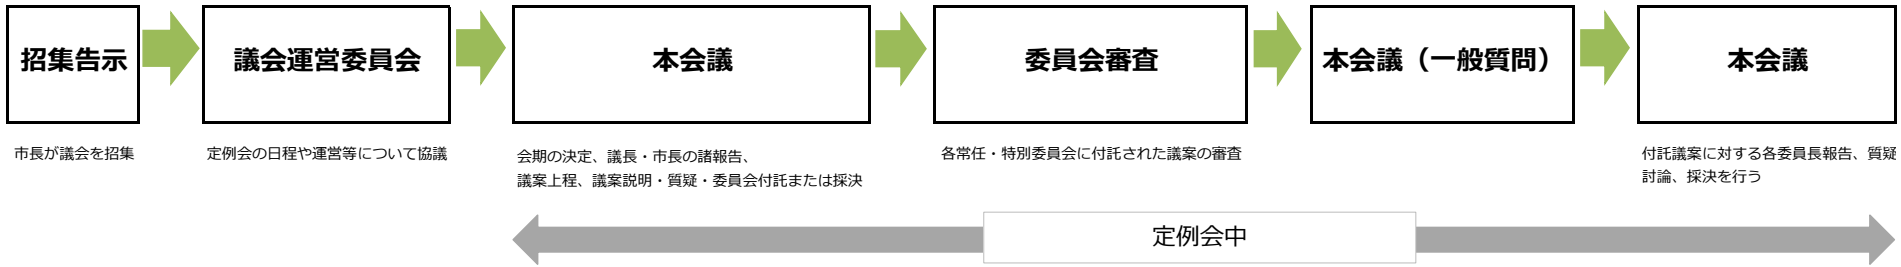 招集告示
議会運営委員会
本会議
委員会審査
本会議（一般質問）
本会議
市長が議会を招集
定例会の日程や運営等について協議
会期の決定、議長・市長の諸報告、
議案上程、議案説明・質疑・委員会付託または採決
各常任・特別委員会に付託された議案の審査
付託議案に対する各委員長報告、質疑
討論、採決を行う
定例会中